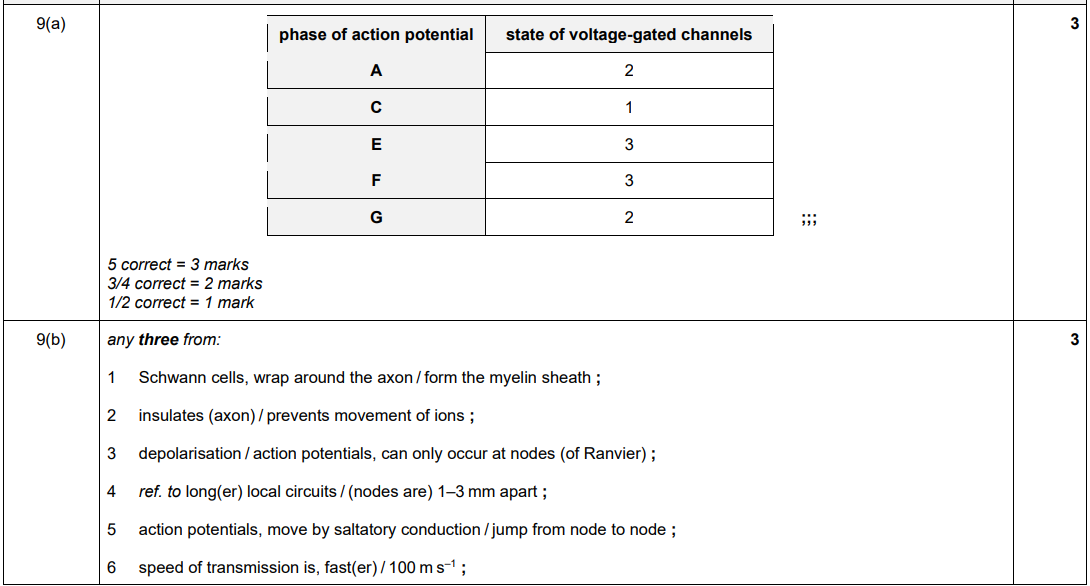 9(a)
3
phase of action potential state of voltage-gated channels
A 2
C 1
E 3
F 3
G 2
;;;
5 correct = 3 marks
3/4 correct = 2 marks
1/2 correct = 1 mark
9(b)
3
any three from:
1 Schwann cells, wrap around the axon / form the myelin sheath ;
2 insulates (axon) / prevents movement of ions ;
3 depolarisation / action potentials, can only occur at nodes (of Ranvier) ;
4 ref. to long(er) local circuits / (nodes are) 1–3 mm apart ;
5 action potentials, move by saltatory conduction / jump from node to node ;
6 speed of transmission is, fast(er) / 100 m s⁻¹ ;